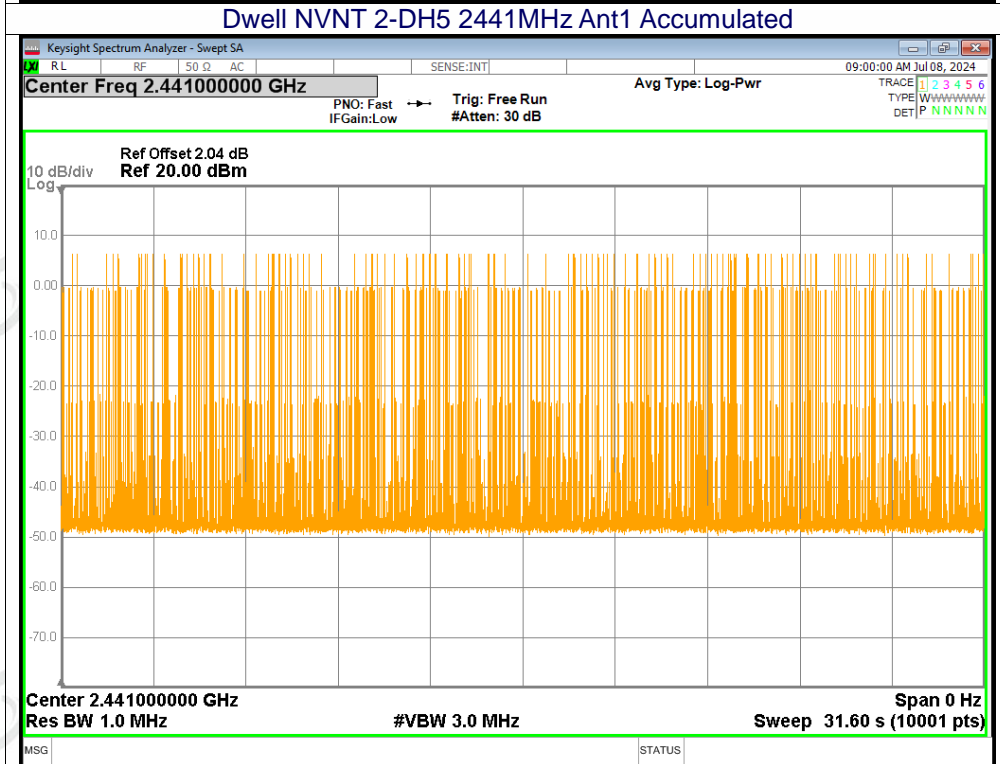 Dwell NVNT 2-DH5 2441MHz Ant1 Accumulated
Keysight Spectrum Analyzer - Swept SA
LXI RL RF 50 Ω AC SENSE:INT 09:00:00 AM Jul 08, 2024
Center Freq 2.441000000 GHz Avg Type: Log-Pwr TRACE 1 2 3 4 5 6
PNO: Fast Trig: Free Run TYPE WWWWWW
IFGain:Low #Atten: 30 dB DET P N N N N N
Ref Offset 2.04 dB
10 dB/div Ref 20.00 dBm
Log
10.0
0.00
-10.0
-20.0
-30.0
-40.0
-50.0
-60.0
-70.0
Center 2.441000000 GHz Span 0 Hz
Res BW 1.0 MHz #VBW 3.0 MHz Sweep 31.60 s (10001 pts)
MSG STATUS